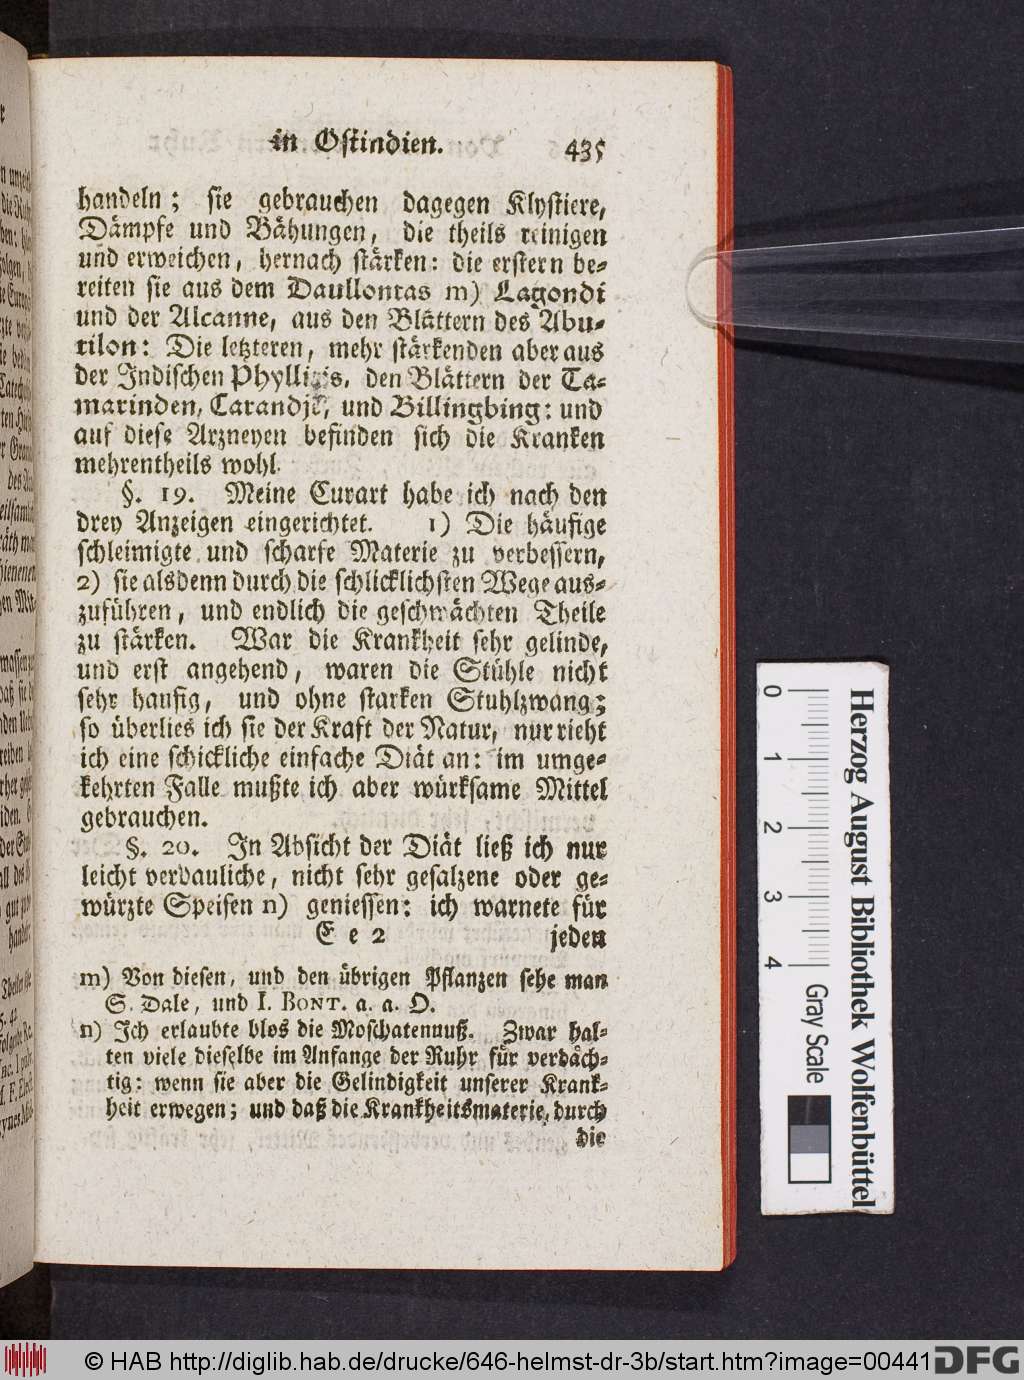 in Ostindien. 435
handeln; sie gebrauchen dagegen Klystiere,
Dämpfe und Bähungen, die theils reinigen
und erweichen, hernach stärken: die erstern be-
reiten sie aus dem Daullontas m) Lagondi
und der Alcanne, aus den Blättern des Abu-
tilon: Die letzteren, mehr stärkenden aber aus
der Indischen den Blättern der Ta-
marinden, und Billingbing: und
auf diese Arzneyen befinden sich die Kranken
mehrentheils wohl.
§. 19. Meine Curart habe ich nach den
drey Anzeigen eingerichtet. 1) Die häufige
schleimigte und scharfe Materie zu verbessern,
2) sie alsdenn durch die schlicklichsten Wege aus-
zuführen, und endlich die geschwächten Theile
zu stärken. War die Krankheit sehr gelinde,
und erst angehend, waren die Stühle nicht
sehr haufig, und ohne starken Stuhlzwang;
so überlies ich sie der Kraft der Natur, nur rieht
ich eine schickliche einfache Diät an: im umge-
kehrten Falle mußte ich aber würksame Mittel
gebrauchen.
§. 20. In Absicht der Diät ließ ich nur
leicht verdauliche, nicht sehr gesalzene oder ge-
würzte Speisen n) geniessen: ich warnete für
E e 2 jeden
m) Von diesen, und den übrigen Pflanzen sehe man
S. Dale, und I. BONT. a. a. O.
n) Ich erlaubte blos die Moschatennuß. Zwar hal-
ten viele dieselbe im Anfange der Ruhr für verdäch-
tig: wenn sie aber die Gelindigkeit unserer Krank-
heit erwegen; und daß die Krankheitsmaterie, durch
die
0 1 2 3 4
Herzog August Bibliothek Wolfenbüttel
Gray Scale
© HAB http://diglib.hab.de/drucke/646-helmst-dr-3b/start.htm?image=00441
DFG